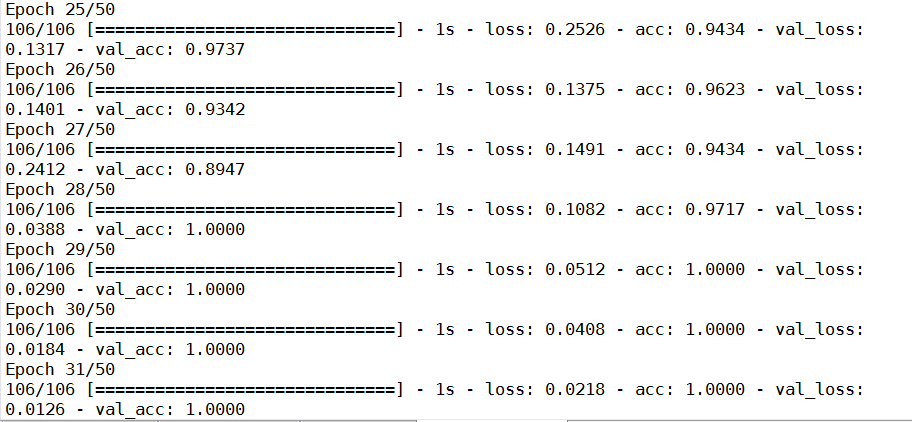 Epoch 25/50
106/106 [==============================] - 1s - loss: 0.2526 - acc: 0.9434 - val_loss:
0.1317 - val_acc: 0.9737
Epoch 26/50
106/106 [==============================] - 1s - loss: 0.1375 - acc: 0.9623 - val_loss:
0.1401 - val_acc: 0.9342
Epoch 27/50
106/106 [==============================] - 1s - loss: 0.1491 - acc: 0.9434 - val_loss:
0.2412 - val_acc: 0.8947
Epoch 28/50
106/106 [==============================] - 1s - loss: 0.1082 - acc: 0.9717 - val_loss:
0.0388 - val_acc: 1.0000
Epoch 29/50
106/106 [==============================] - 1s - loss: 0.0512 - acc: 1.0000 - val_loss:
0.0290 - val_acc: 1.0000
Epoch 30/50
106/106 [==============================] - 1s - loss: 0.0408 - acc: 1.0000 - val_loss:
0.0184 - val_acc: 1.0000
Epoch 31/50
106/106 [==============================] - 1s - loss: 0.0218 - acc: 1.0000 - val_loss:
0.0126 - val_acc: 1.0000